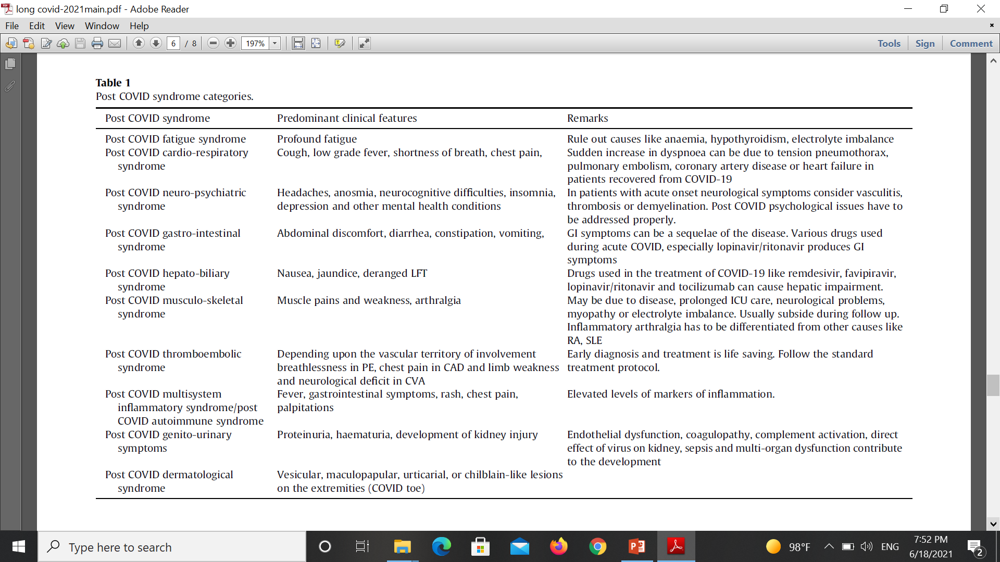 long covid-2021main.pdf - Adobe Reader
File Edit View Window Help
6 / 8 197% Tools Sign Comment
Table 1
Post COVID syndrome categories.
Post COVID syndrome Predominant clinical features Remarks
Post COVID fatigue syndrome Profound fatigue Rule out causes like anaemia, hypothyroidism, electrolyte imbalance
Post COVID cardio-respiratory Cough, low grade fever, shortness of breath, chest pain, Sudden increase in dyspnoea can be due to tension pneumothorax,
syndrome pulmonary embolism, coronary artery disease or heart failure in
patients recovered from COVID-19
Post COVID neuro-psychiatric Headaches, anosmia, neurocognitive difficulties, insomnia, In patients with acute onset neurological symptoms consider vasculitis,
syndrome depression and other mental health conditions thrombosis or demyelination. Post COVID psychological issues have to
be addressed properly.
Post COVID gastro-intestinal Abdominal discomfort, diarrhea, constipation, vomiting, GI symptoms can be a sequelae of the disease. Various drugs used
syndrome during acute COVID, especially lopinavir/ritonavir produces GI
symptoms
Post COVID hepato-biliary Nausea, jaundice, deranged LFT Drugs used in the treatment of COVID-19 like remdesivir, favipiravir,
syndrome lopinavir/ritonavir and tocilizumab can cause hepatic impairment.
Post COVID musculo-skeletal Muscle pains and weakness, arthralgia May be due to disease, prolonged ICU care, neurological problems,
syndrome myopathy or electrolyte imbalance. Usually subside during follow up.
Inflammatory arthralgia has to be differentiated from other causes like
RA, SLE
Post COVID thromboembolic Depending upon the vascular territory of involvement Early diagnosis and treatment is life saving. Follow the standard
syndrome breathlessness in PE, chest pain in CAD and limb weakness treatment protocol.
and neurological deficit in CVA
Post COVID multisystem Fever, gastrointestinal symptoms, rash, chest pain, Elevated levels of markers of inflammation.
inflammatory syndrome/post palpitations
COVID autoimmune syndrome
Post COVID genito-urinary Proteinuria, haematuria, development of kidney injury Endothelial dysfunction, coagulopathy, complement activation, direct
symptoms effect of virus on kidney, sepsis and multi-organ dysfunction contribute
to the development
Post COVID dermatological Vesicular, maculopapular, urticarial, or chilblain-like lesions
syndrome on the extremities (COVID toe)
Type here to search 98°F ENG 7:52 PM
6/18/2021 2